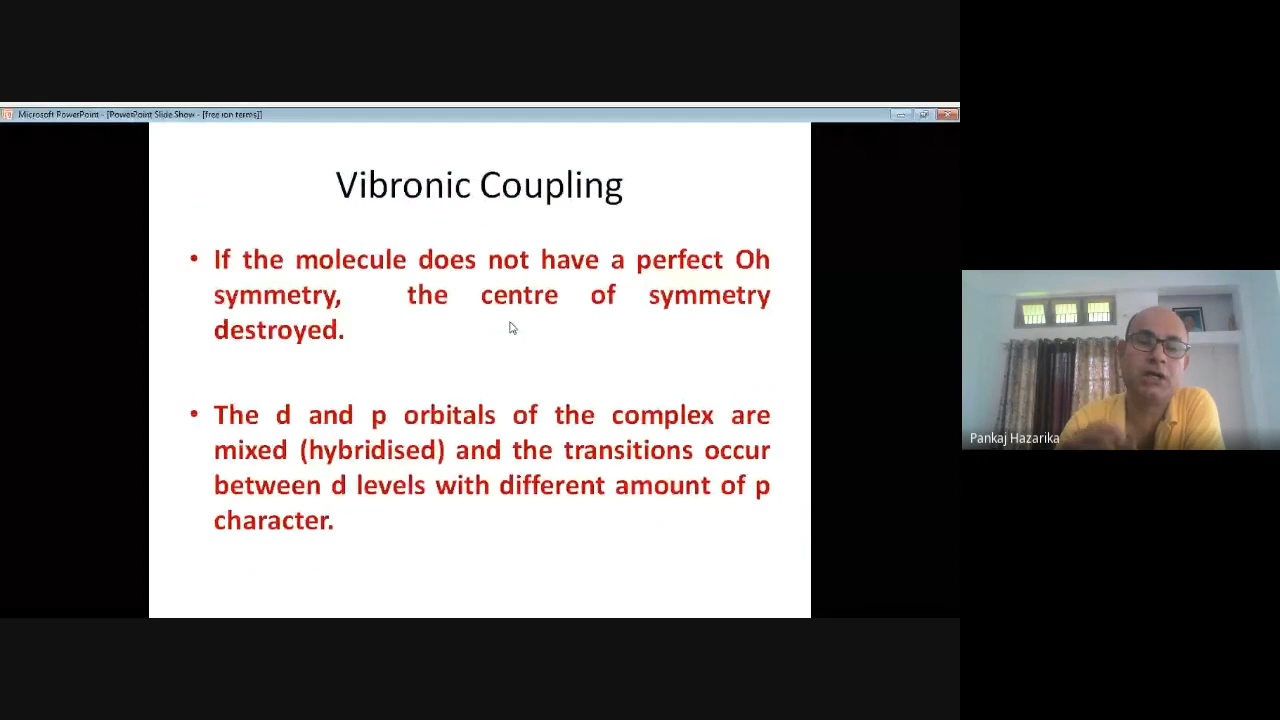 Microsoft PowerPoint - [PowerPoint Slide Show - [free ion terms]]
Vibronic Coupling
• If the molecule does not have a perfect Oh
symmetry, the centre of symmetry
destroyed.
• The d and p orbitals of the complex are
mixed (hybridised) and the transitions occur
between d levels with different amount of p
character.
Pankaj Hazarika